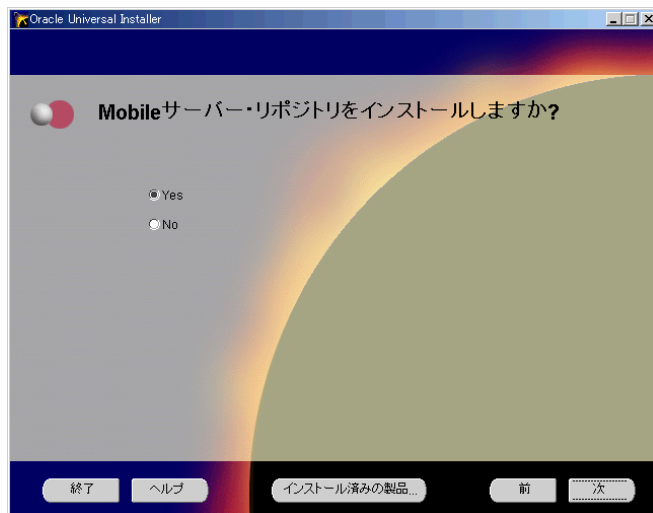 Oracle Universal Installer
Mobileサーバー・リポジトリをインストールしますか?
Yes
No
終了
ヘルプ
インストール済みの製品...
前
次